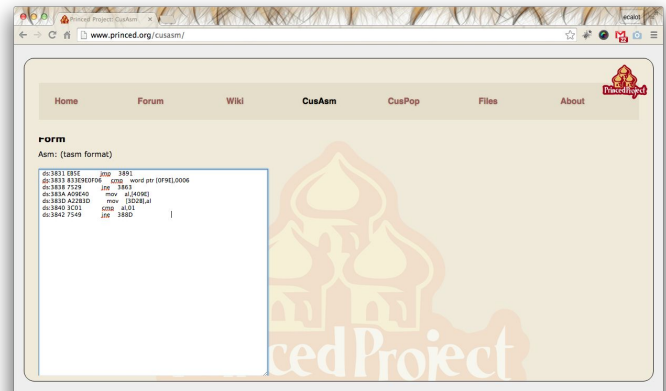 Princed Project: CusAsm
ecalot
www.princed.org/cusasm/
Home Forum Wiki CusAsm CusPop Files About
PrincedProject
Form
Asm: (tasm format)
ds:3831 EB5E jmp 3891
ds:3833 833E9E0F06 cmp word ptr [0F9E],0006
ds:3838 7529 jne 3863
ds:383A A09E40 mov al,[409E]
ds:383D A22B3D mov [3D2B],al
ds:3840 3C01 cmp al,01
ds:3842 7549 jne 388D
PrincedProject